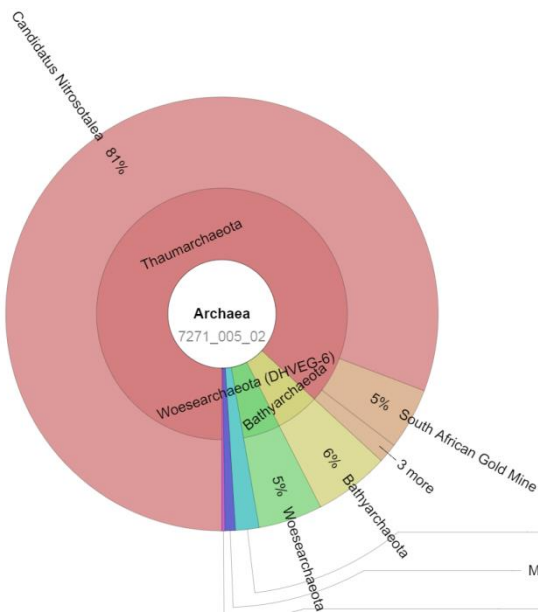 Candidatus Nitrosotalea 81%
Thaumarchaeota
Archaea
7271_005_02
Woesearchaeota (DHVEG-6)
Bathyarchaeota
5% South African Gold Mine
3 more
6% Bathyarchaeota
5% Woesearchaeota
M